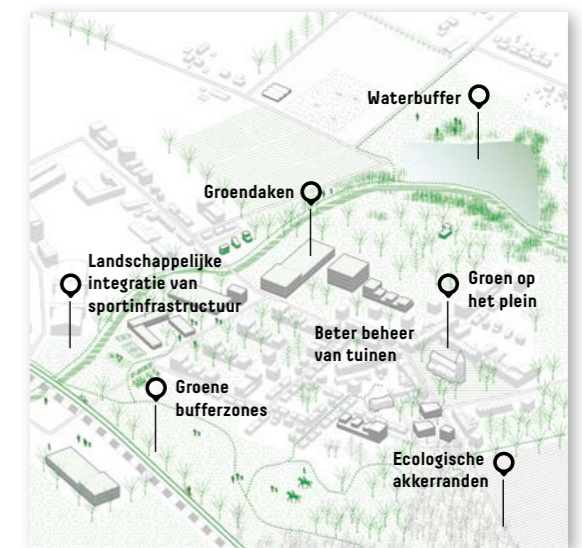 Waterbuffer
Groendaken
Landschappelijke
integratie van
sportinfrastructuur
Groen op
het plein
Beter beheer
van tuinen
Groene
bufferzones
Ecologische
akkerranden